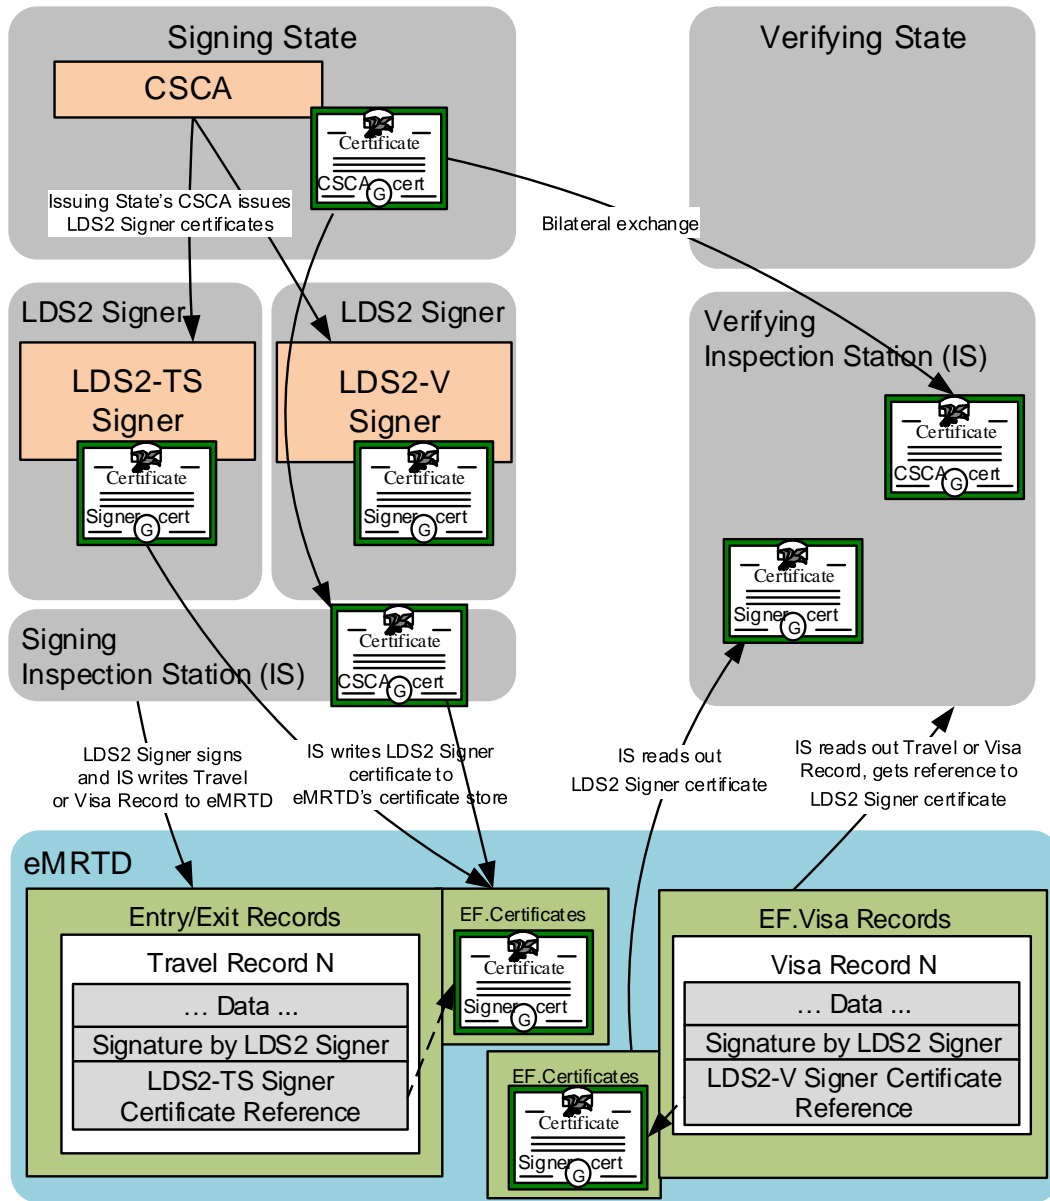 Signing State
CSCA
Certificate
CSCA cert
G
Issuing State's CSCA issues
LDS2 Signer certificates
Verifying State
Bilateral exchange
LDS2 Signer
LDS2-TS
Signer
Certificate
Signer cert
G
LDS2 Signer
LDS2-V
Signer
Certificate
Signer cert
G
Verifying
Inspection Station (IS)
Certificate
CSCA cert
G
Certificate
Signer cert
G
Signing
Inspection Station (IS)
Certificate
CSCA cert
G
LDS2 Signer signs
and IS writes Travel
or Visa Record to eMRTD
IS writes LDS2 Signer
certificate to
eMRTD's certificate store
IS reads out
LDS2 Signer certificate
IS reads out Travel or Visa
Record, gets reference to
LDS2 Signer certificate
eMRTD
Entry/Exit Records
Travel Record N
... Data ...
Signature by LDS2 Signer
LDS2-TS Signer
Certificate Reference
EF.Certificates
Certificate
Signer cert
G
EF.Certificates
Certificate
Signer cert
G
EF.Visa Records
Visa Record N
... Data ...
Signature by LDS2 Signer
LDS2-V Signer Certificate
Reference